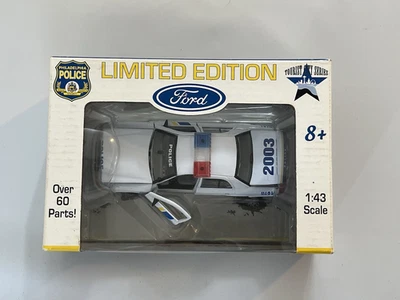 PHILADELPHIA
POLICE
LIMITED EDITION
Ford
8+
POLICE
2003
Over
60
Parts!
1:43
Scale